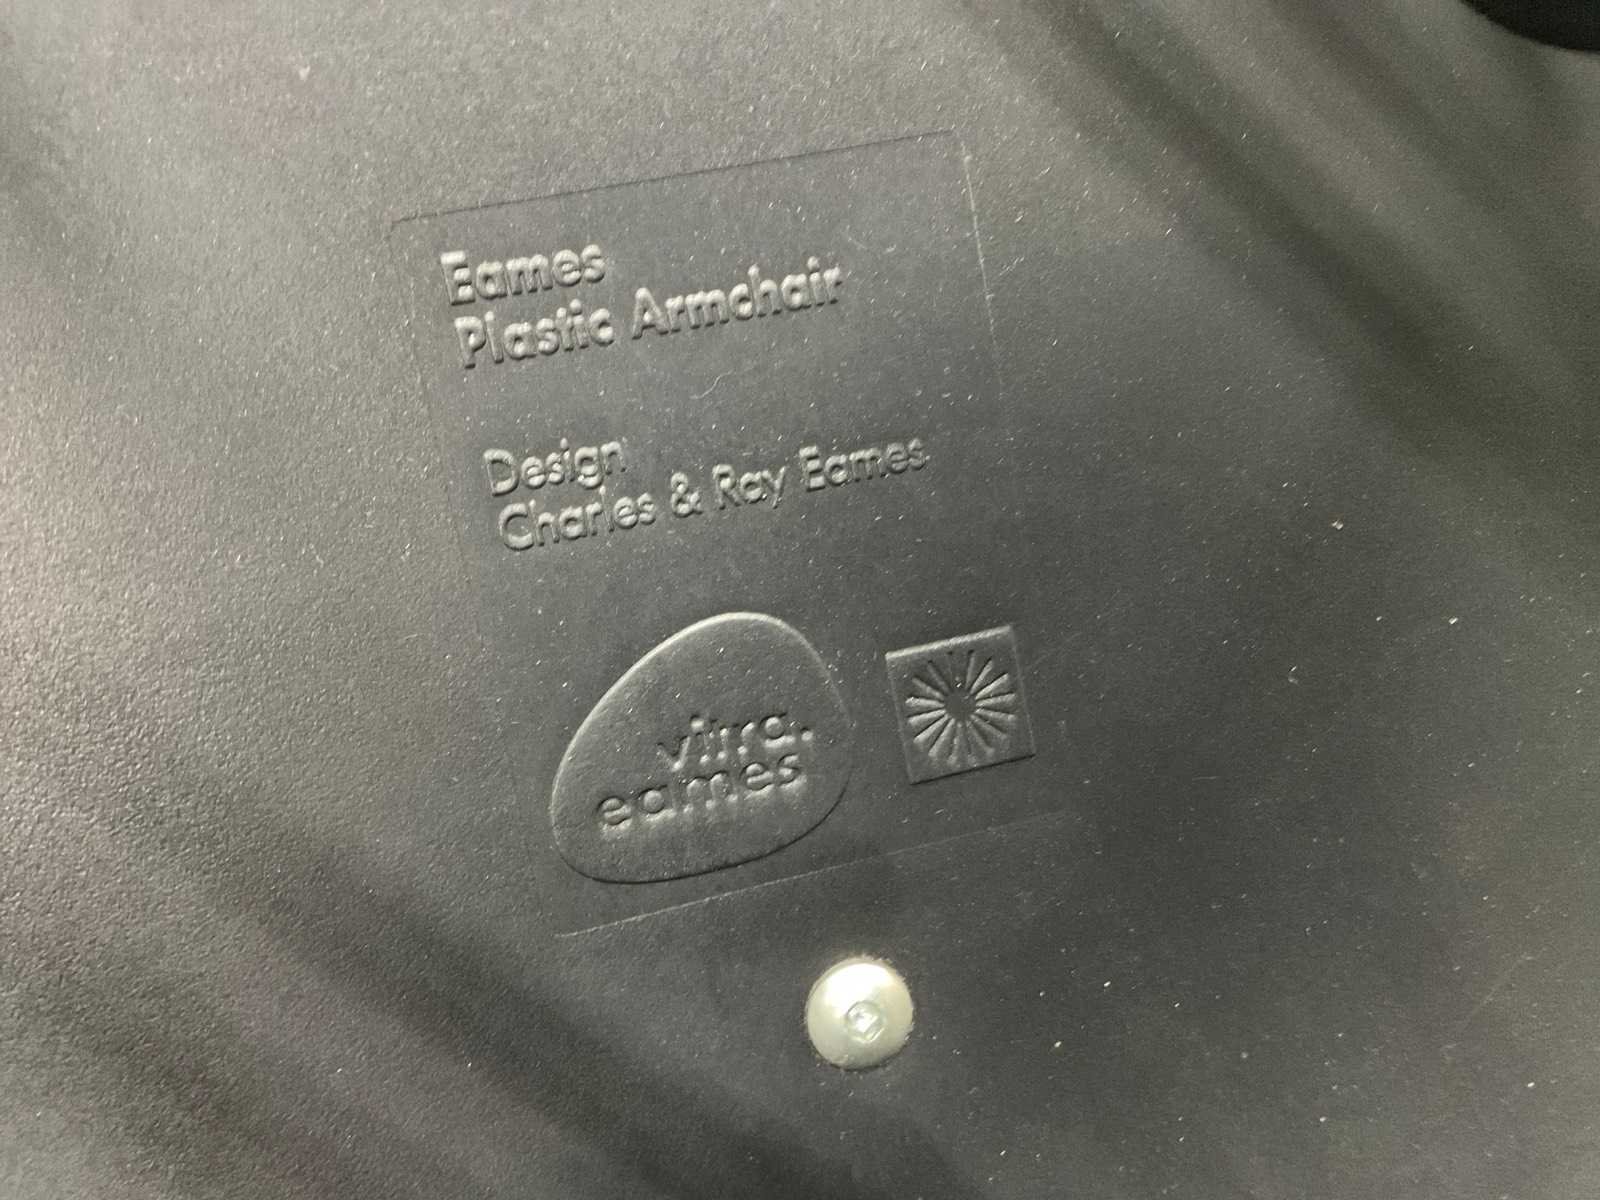 Eames
Plastic Armchair
Design
Charles & Ray Eames
vitra.
eames